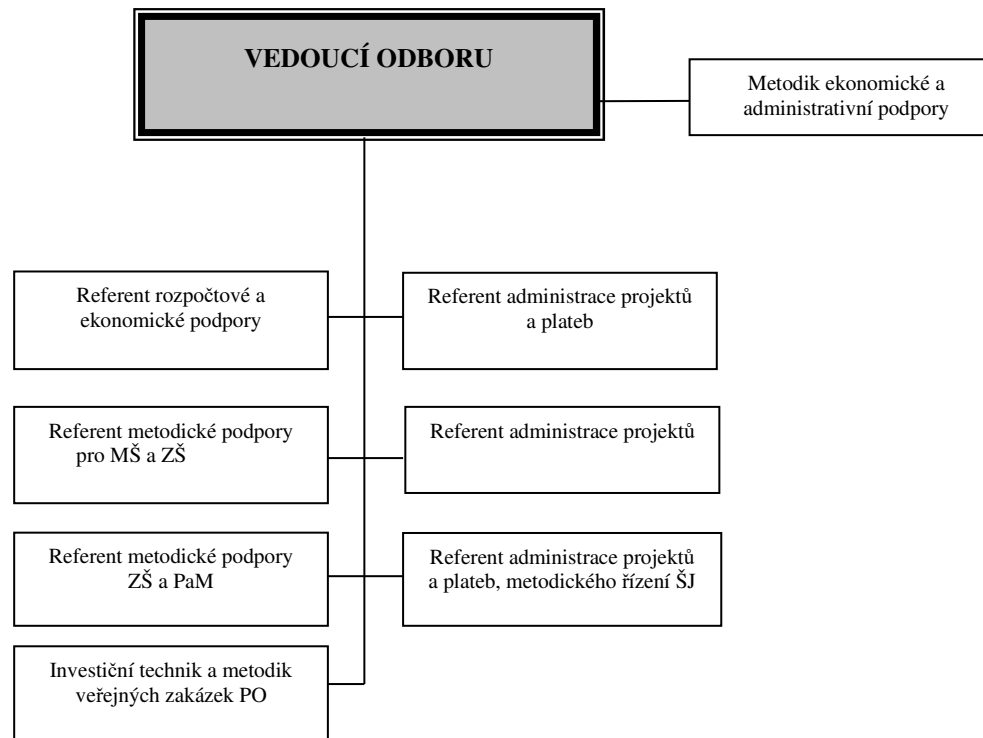 VEDOUCÍ ODBORU
Metodik ekonomické a
administrativní podpory
Referent rozpočtové a
ekonomické podpory
Referent administrace projektů
a plateb
Referent metodické podpory
pro MŠ a ZŠ
Referent administrace projektů
Referent metodické podpory
ZŠ a PaM
Referent administrace projektů
a plateb, metodického řízení ŠJ
Investiční technik a metodik
veřejných zakázek PO